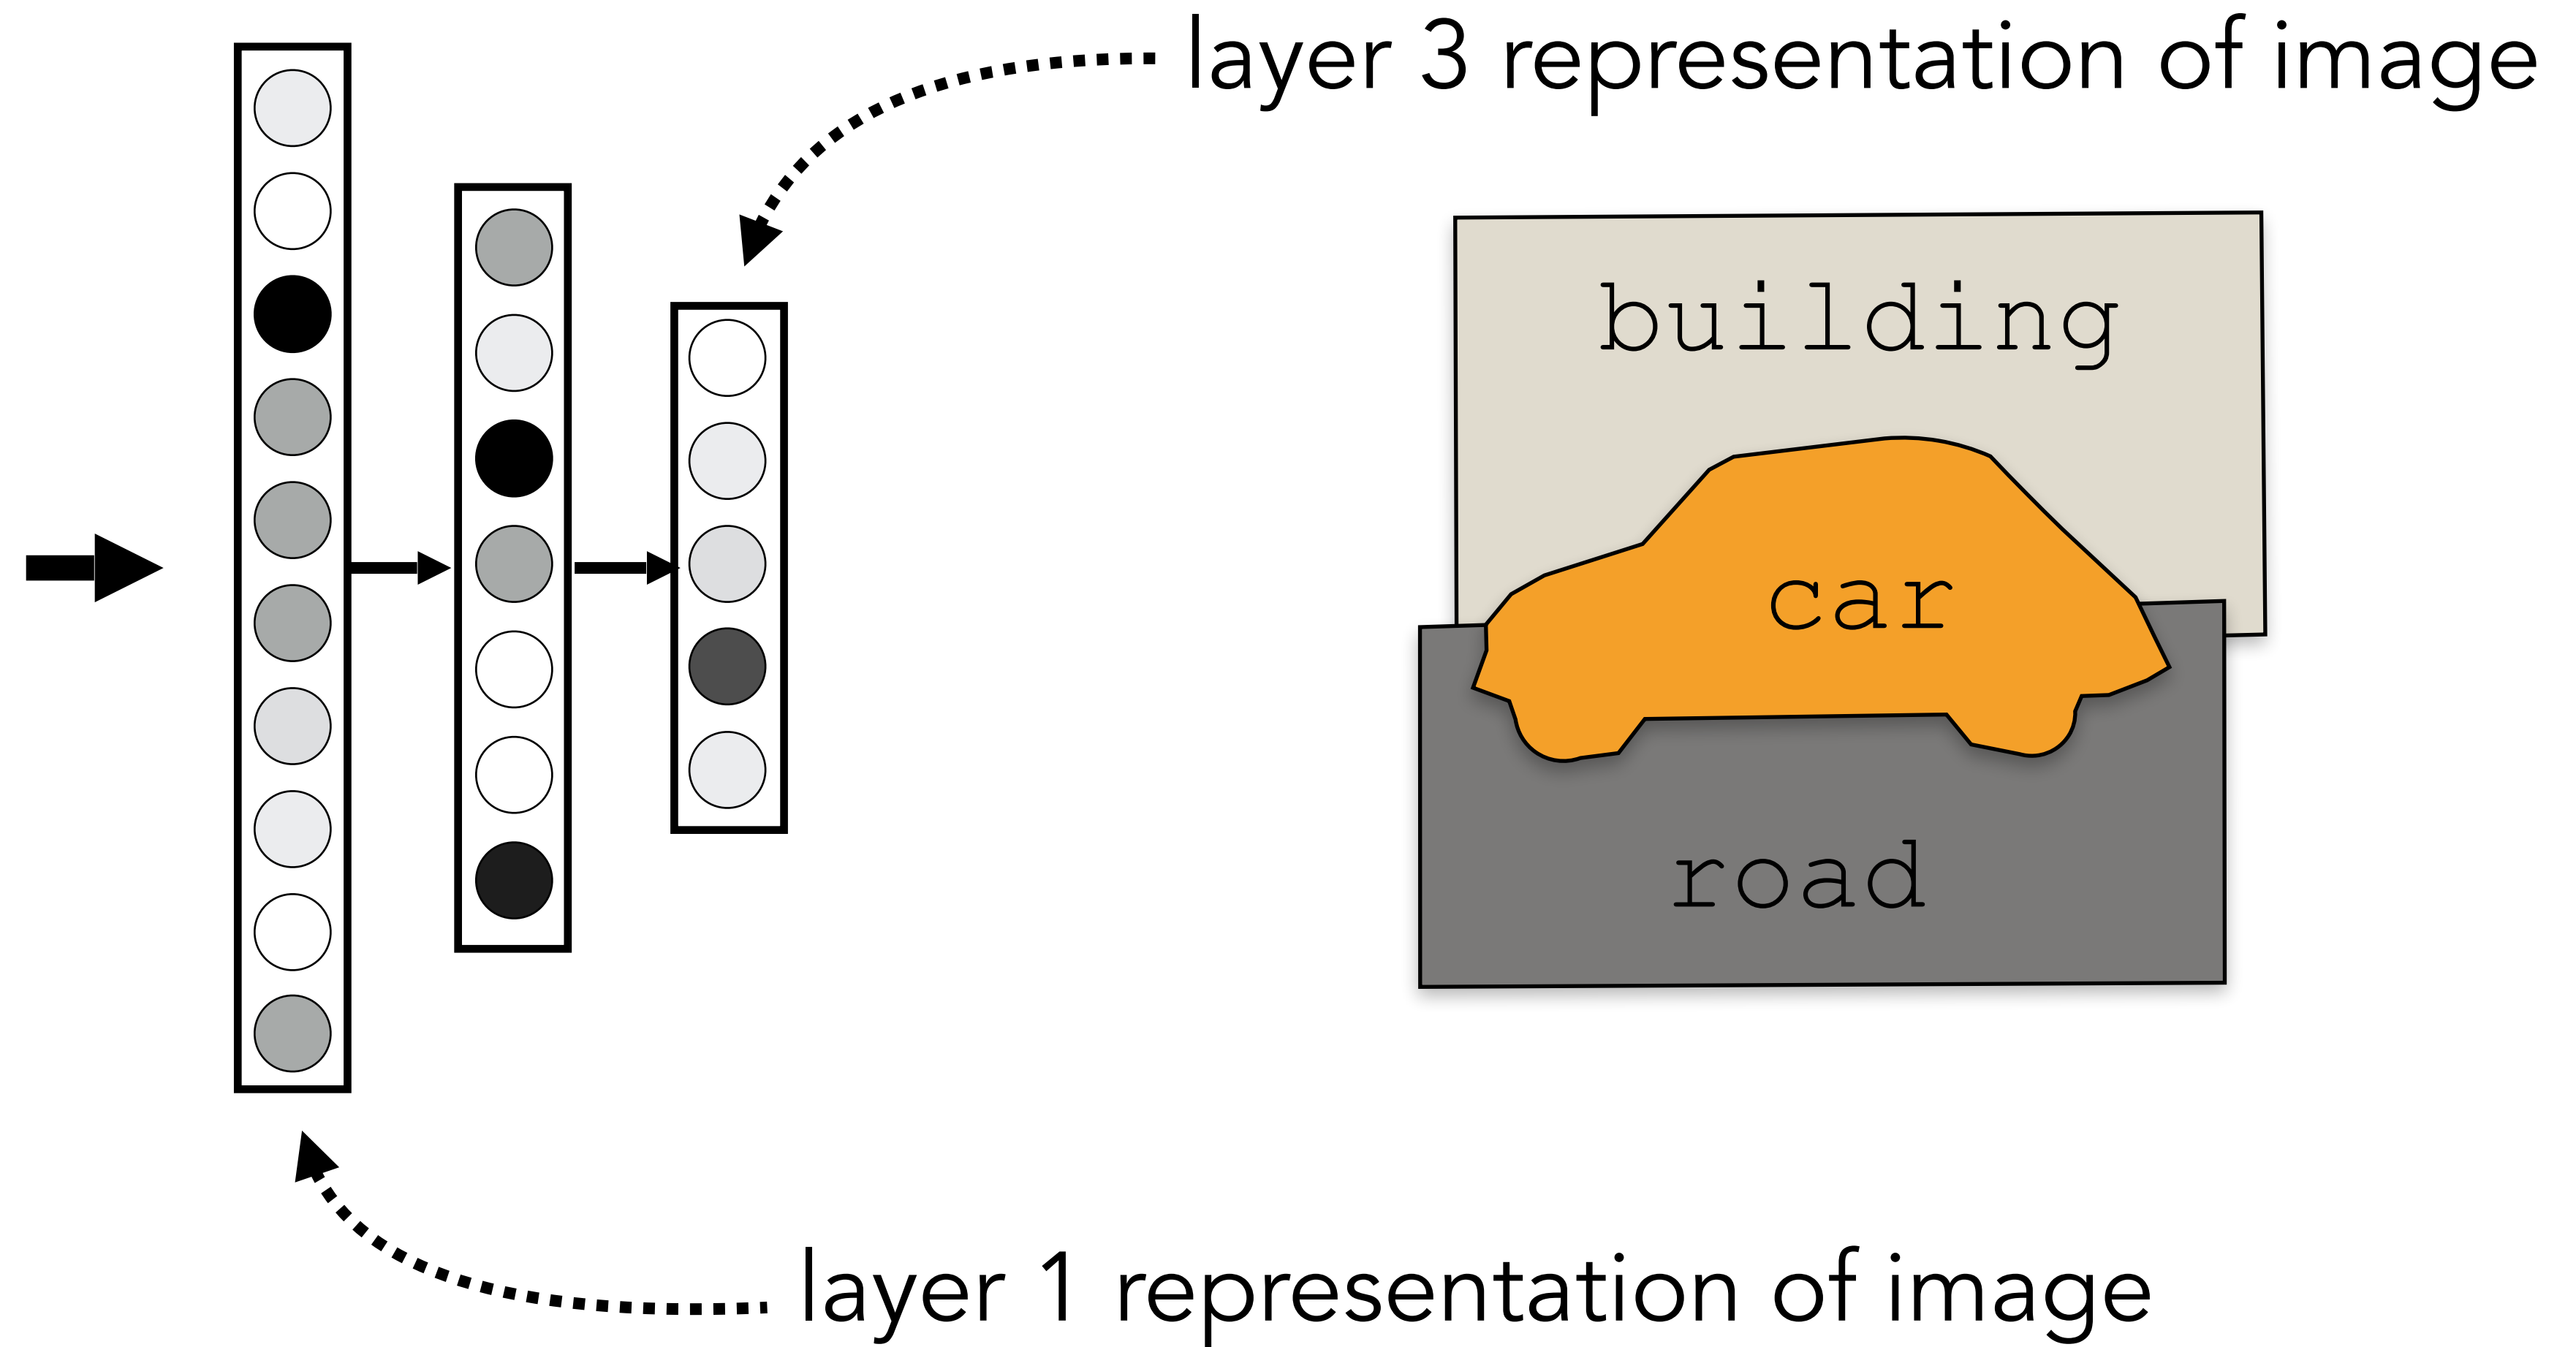 layer 3 representation of image
building
car
road
layer 1 representation of image